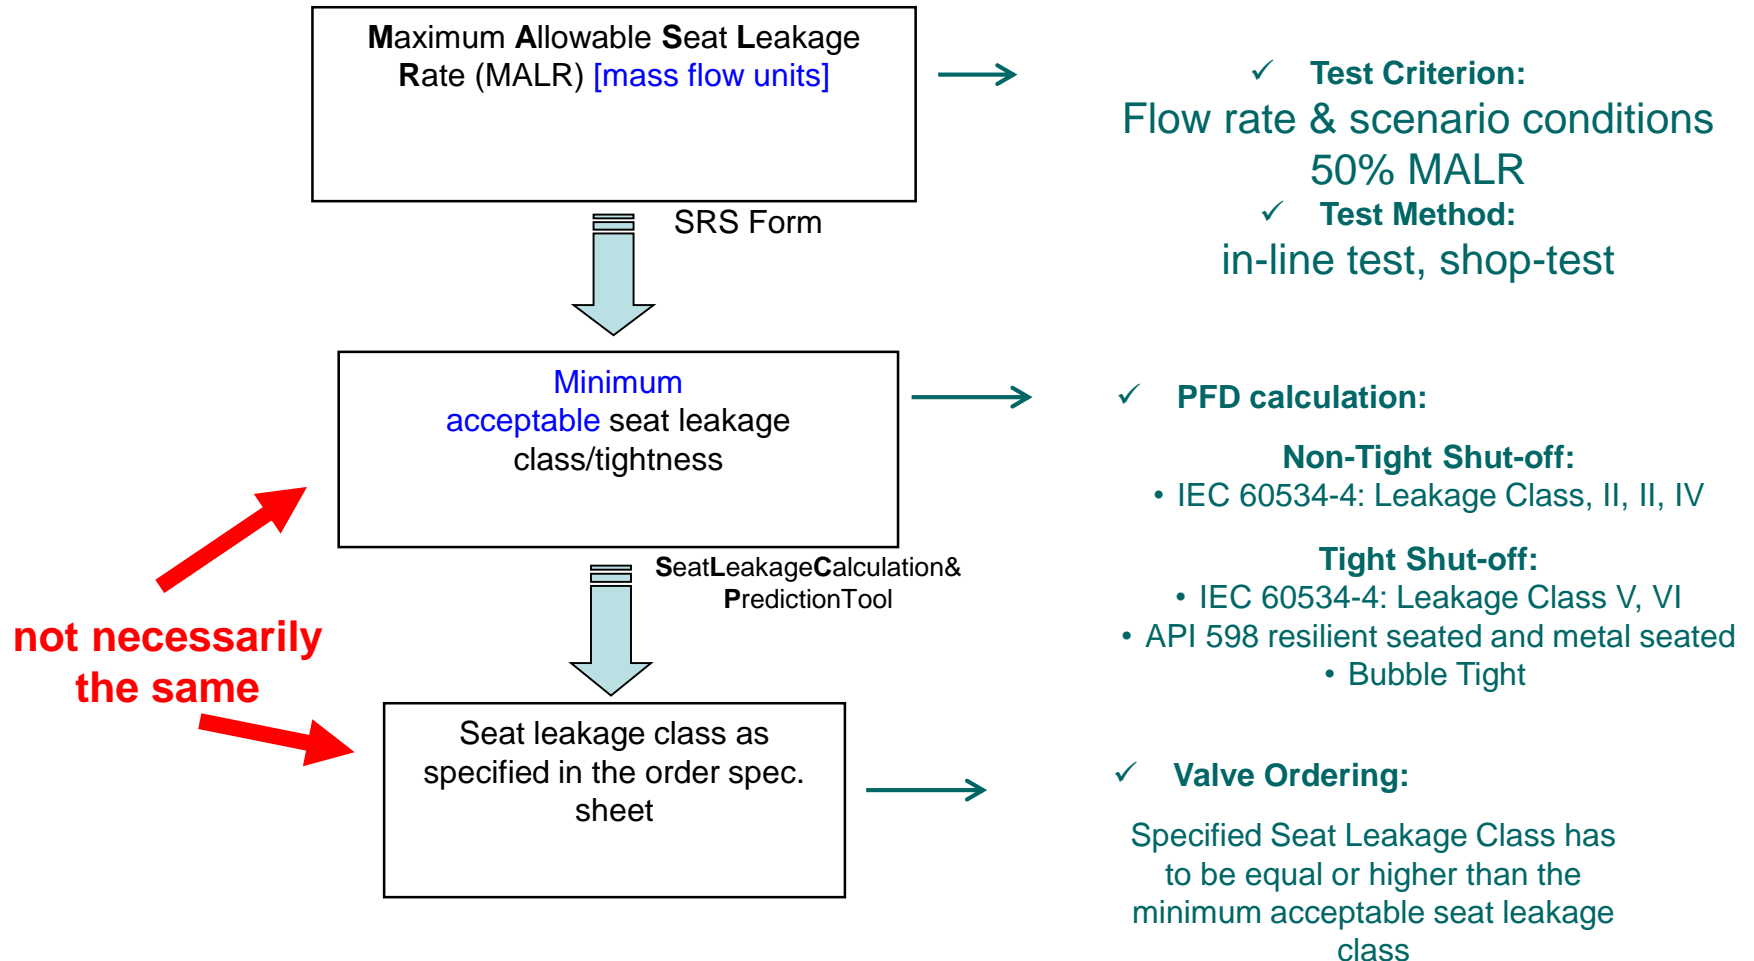 Maximum Allowable Seat Leakage
Rate (MALR) [mass flow units]
✓ Test Criterion:
Flow rate & scenario conditions
50% MALR
✓ Test Method:
in-line test, shop-test
SRS Form
Minimum
acceptable seat leakage
class/tightness
✓ PFD calculation:
Non-Tight Shut-off:
• IEC 60534-4: Leakage Class, II, II, IV
Tight Shut-off:
• IEC 60534-4: Leakage Class V, VI
• API 598 resilient seated and metal seated
• Bubble Tight
SeatLeakageCalculation&
PredictionTool
not necessarily
the same
Seat leakage class as
specified in the order spec.
sheet
✓ Valve Ordering:
Specified Seat Leakage Class has
to be equal or higher than the
minimum acceptable seat leakage
class